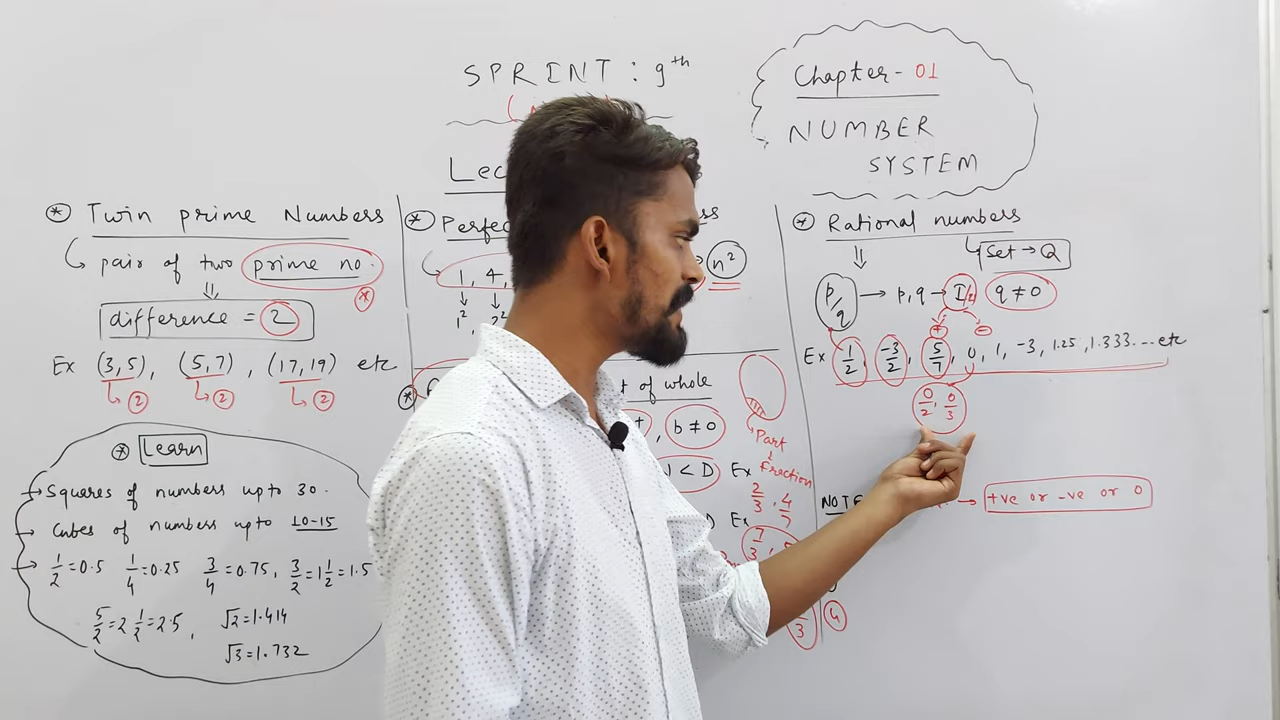 SPRINT : 9th
Lec
Chapter- 01
NUMBER
SYSTEM
* Twin prime Numbers
pair of two prime no.
*
difference = 2
Ex (3,5), (5,7), (17,19) etc
2 2 2
* Learn
Squares of numbers upto 30.
Cubes of numbers upto 10-15
1/2=0.5 1/4=0.25 3/4=0.75, 3/2=1 1/2=1.5
5/2=2 1/2=2.5, √2=1.414
√3=1.732
* n²
1, 4,
1² 2²
* t of whole
b ≠ 0
< D Ex
Ex
Part
Fraction
2/3, 4/7
7/3,
3
* Rational numbers
Set → Q
p/q → p,q → I/Z q ≠ 0
+ -
Ex 1/2, -3/2, 5/7, 0, 1, -3, 1.25, 1.333... etc
0/2, 0/3
NOTE → +ve or -ve or 0
4